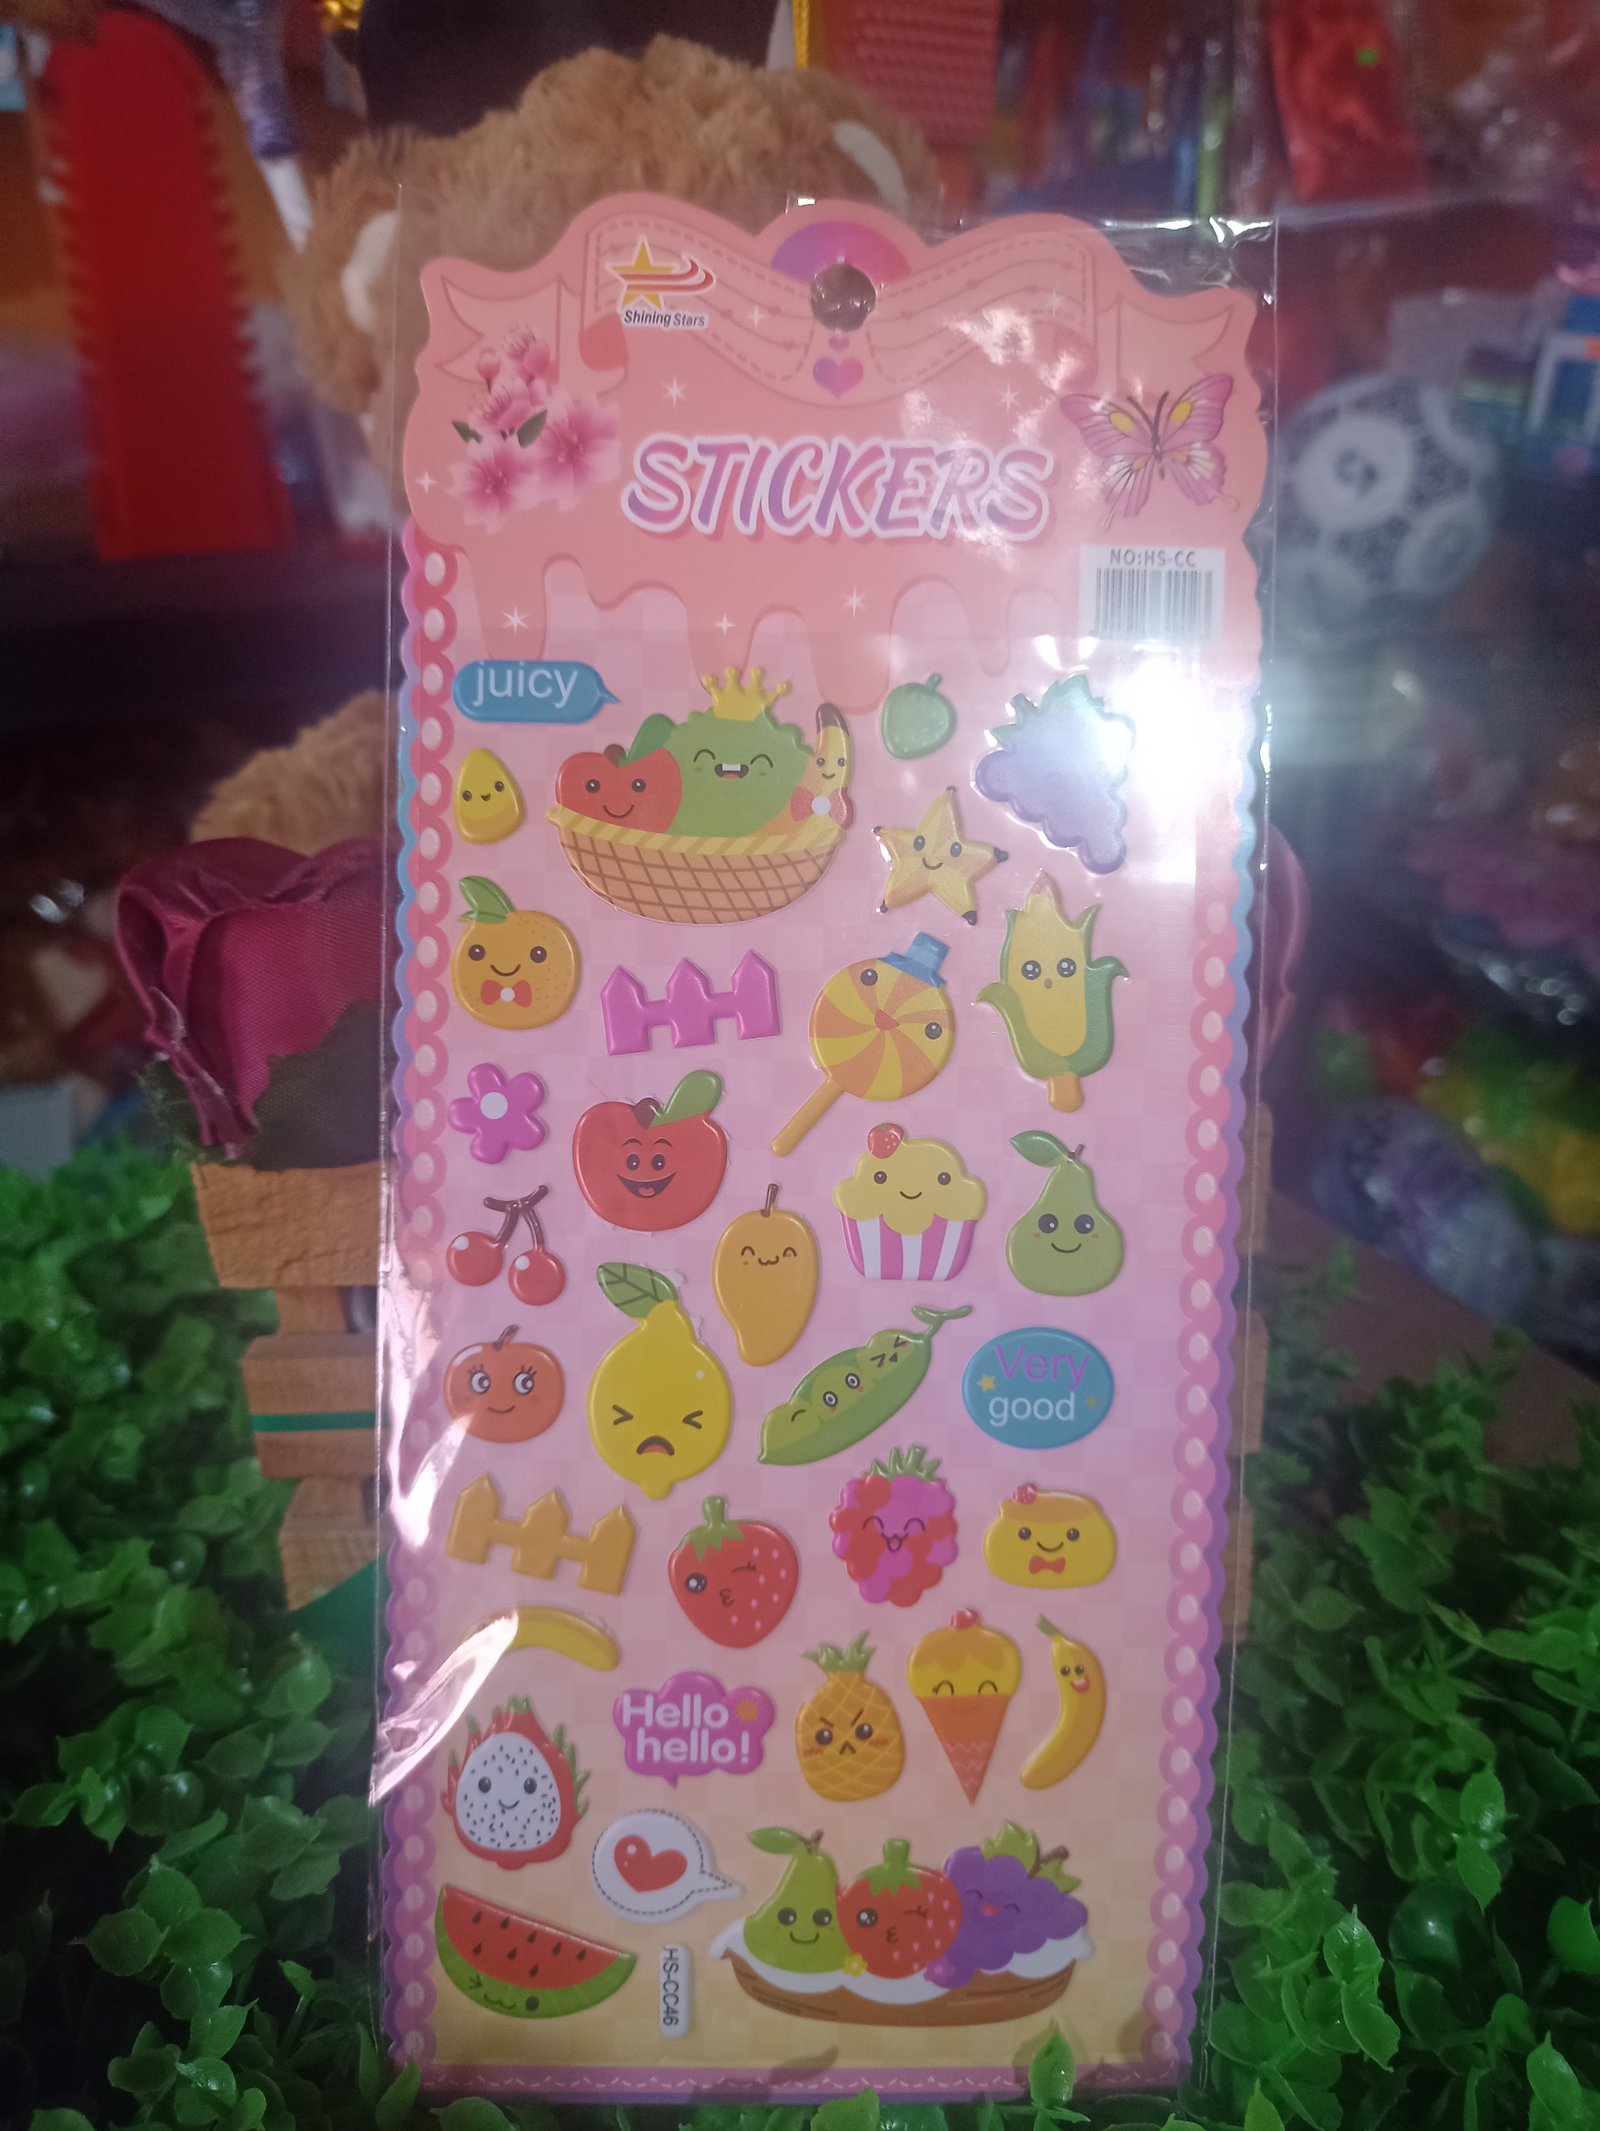 Shining Stars
STICKERS
NO:HS-CC
juicy
Very
good
Hello
hello!
HS-CC46